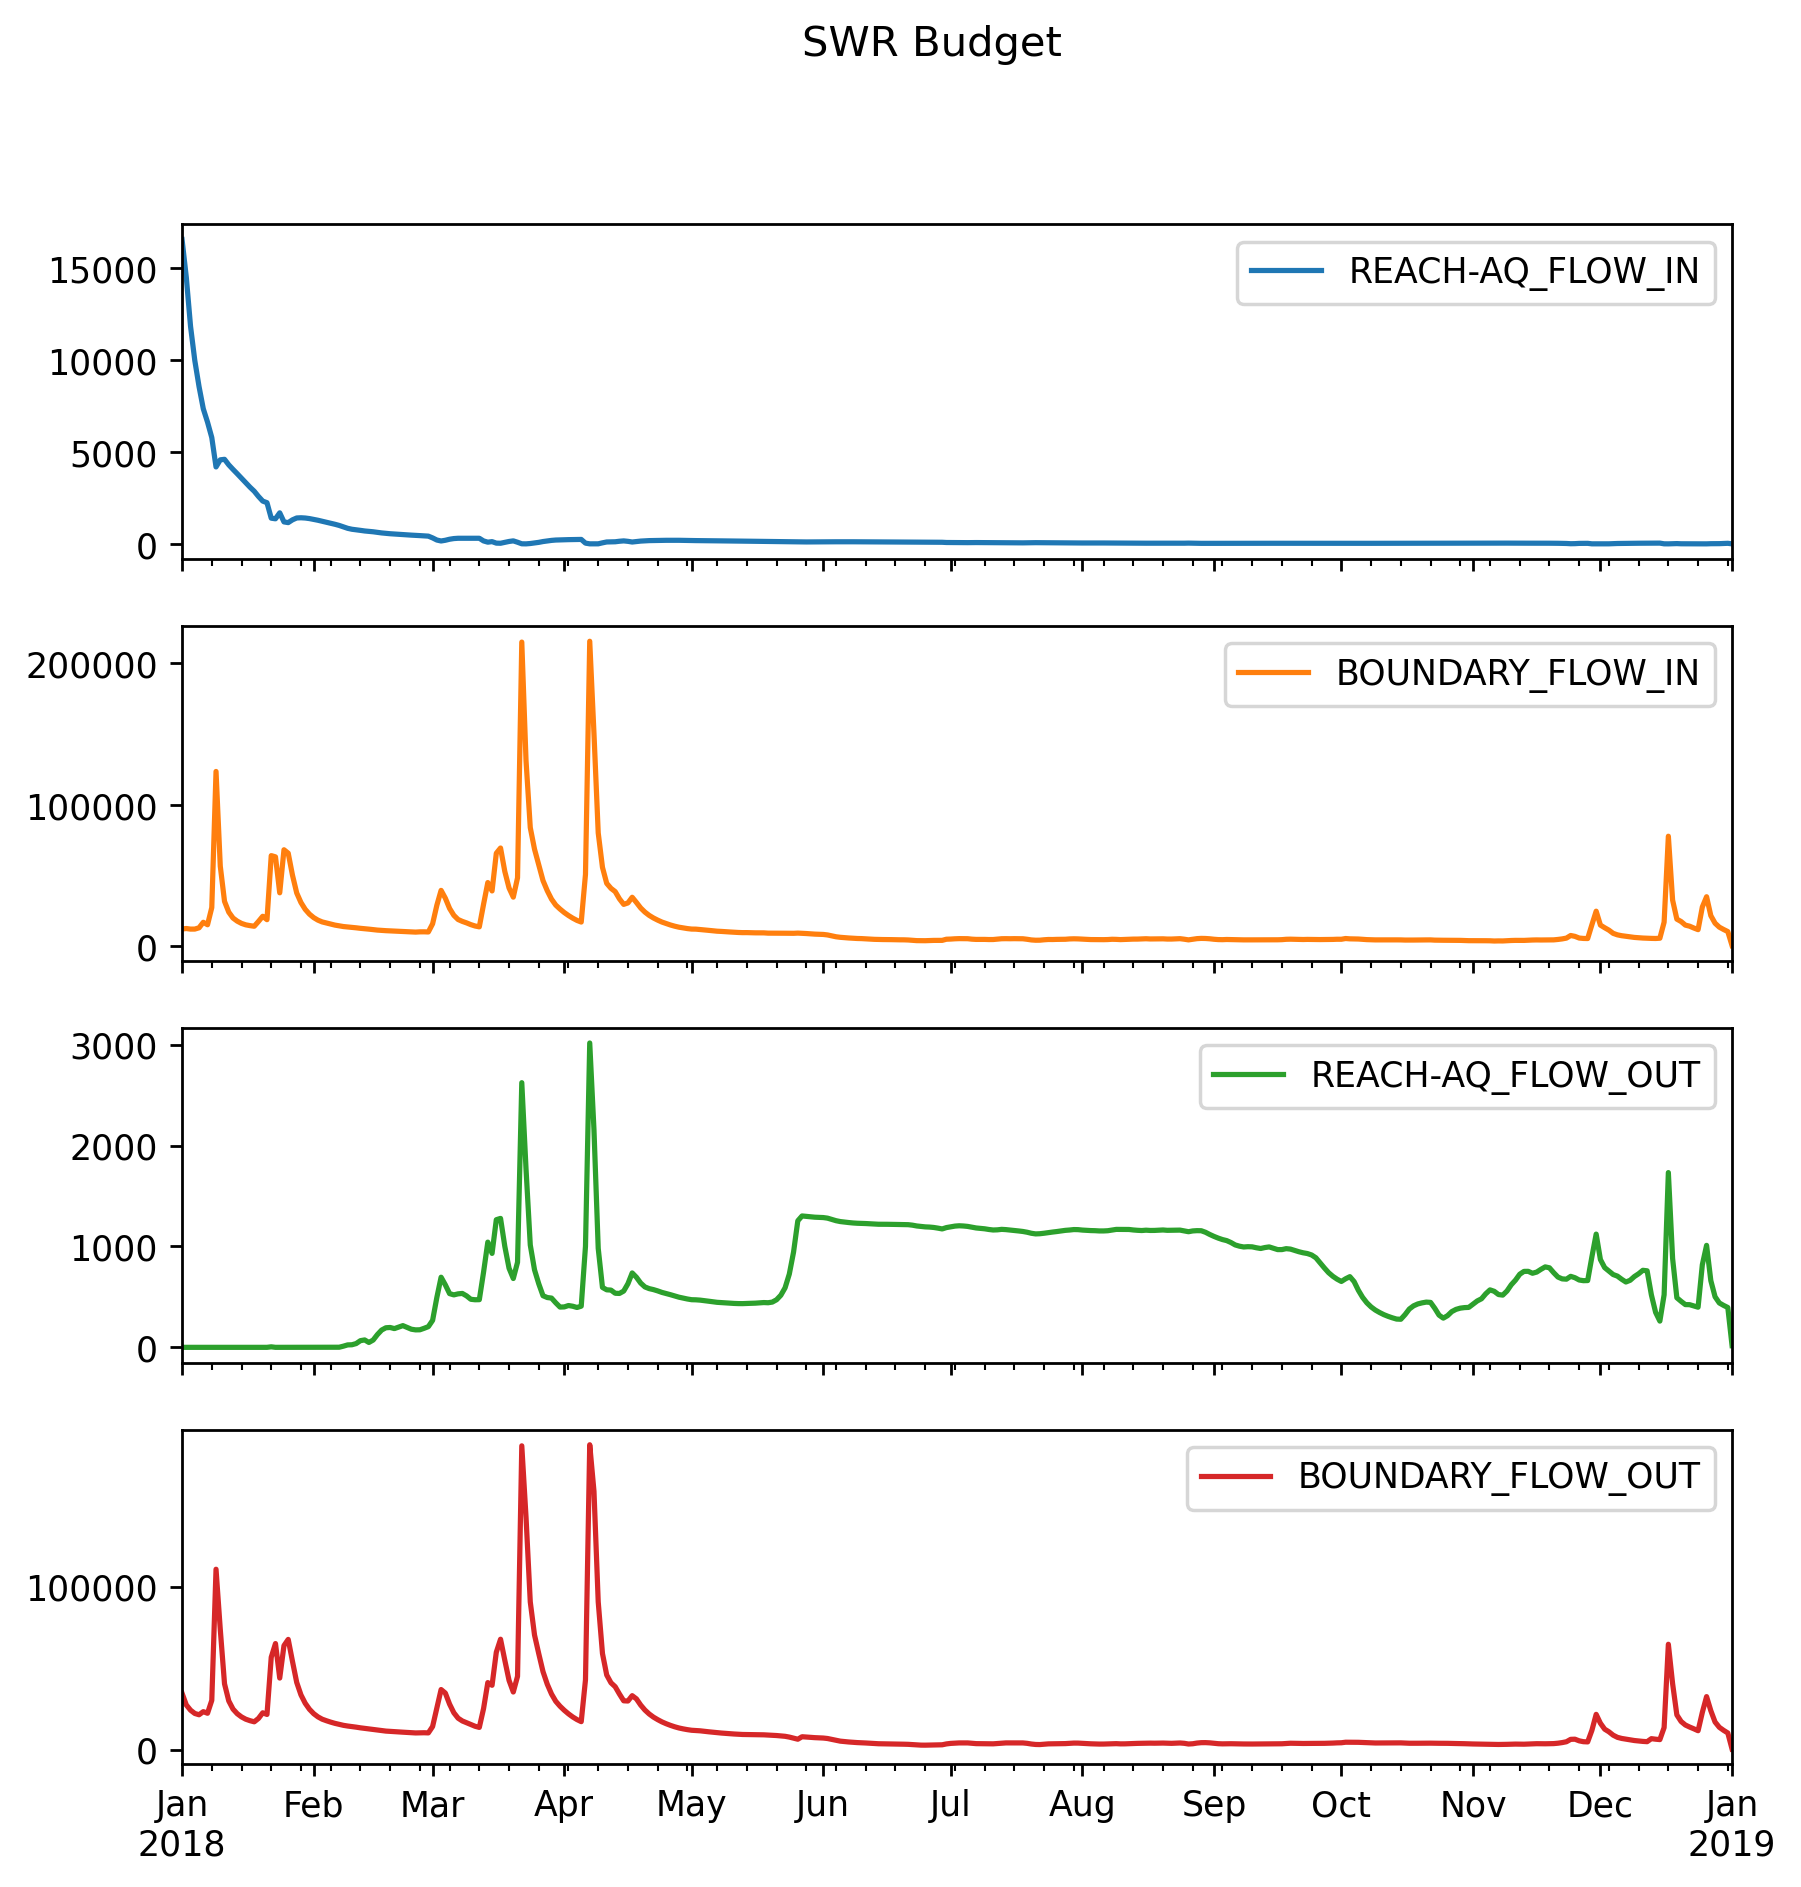 SWR Budget
REACH-AQ_FLOW_IN
15000
10000
5000
0
BOUNDARY_FLOW_IN
200000
100000
0
REACH-AQ_FLOW_OUT
3000
2000
1000
0
BOUNDARY_FLOW_OUT
100000
0
Jan Feb Mar Apr May Jun Jul Aug Sep Oct Nov Dec Jan
2018 2019